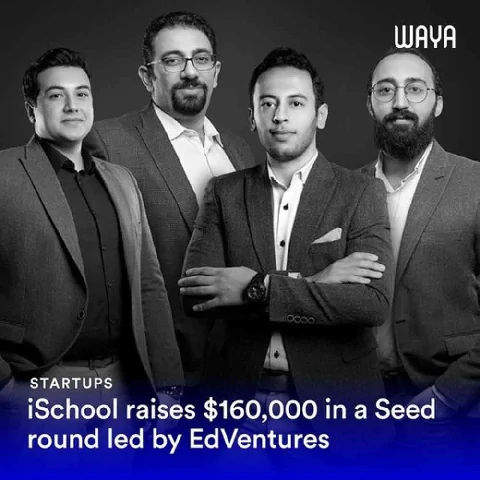 WAYA
STARTUPS
iSchool raises $160,000 in a Seed
round led by EdVentures